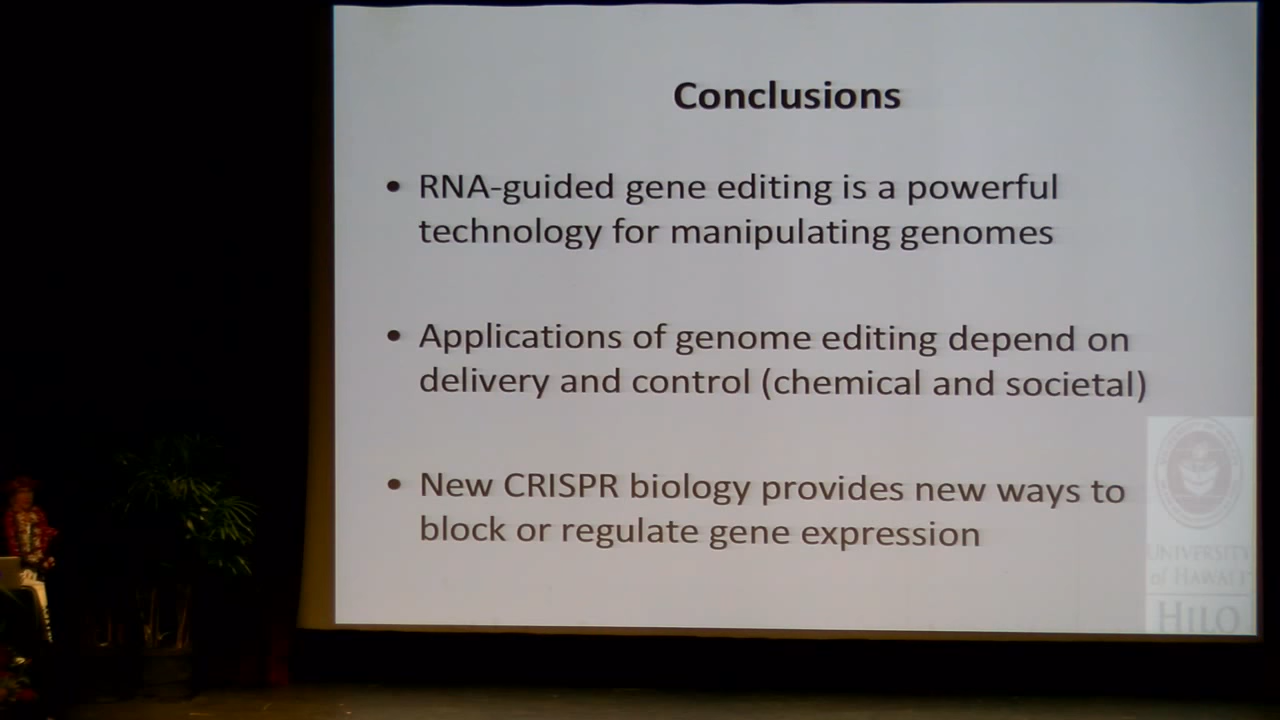 Conclusions
• RNA-guided gene editing is a powerful
technology for manipulating genomes
• Applications of genome editing depend on
delivery and control (chemical and societal)
• New CRISPR biology provides new ways to
block or regulate gene expression
UNIVERSITY
of HAWAI'I
HILO